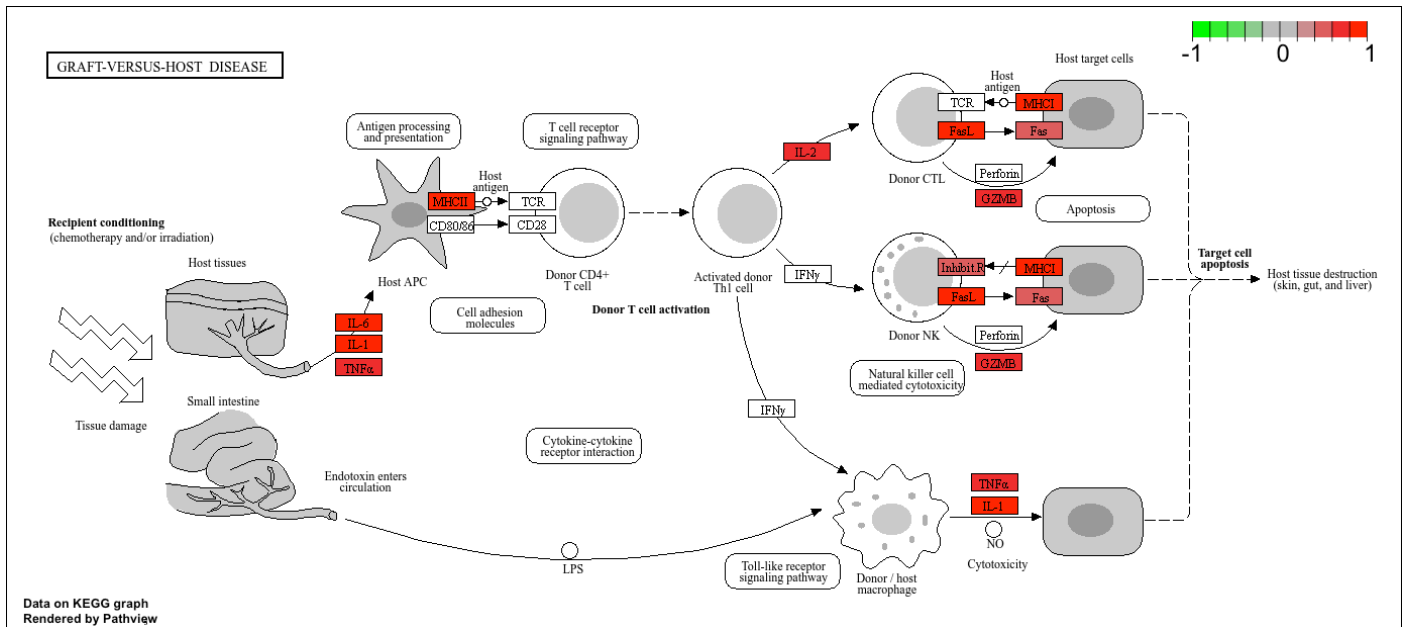 GRAFT-VERSUS-HOST DISEASE
-1
0
1
Host target cells
Host
antigen
TCR
MHCI
FasL
Fas
Donor CTL
Perforin
GZMB
Antigen processing
and presentation
T cell receptor
signaling pathway
IL-2
Host
antigen
MHCII
TCR
CD80/86
CD28
Host APC
Donor CD4+
T cell
Activated donor
Th1 cell
Apoptosis
Recipient conditioning
(chemotherapy and/or irradiation)
Host tissues
IFNγ
Inhibit.R
MHCI
FasL
Fas
Donor NK
Perforin
GZMB
Target cell
apoptosis
Host tissue destruction
(skin, gut, and liver)
Cell adhesion
molecules
Donor T cell activation
IL-6
IL-1
TNFα
Natural killer cell
mediated cytotoxicity
Tissue damage
Small intestine
IFNγ
Cytokine-cytokine
receptor interaction
Endotoxin enters
circulation
TNFα
IL-1
NO
Cytotoxicity
LPS
Toll-like receptor
signaling pathway
Donor / host
macrophage
Data on KEGG graph
Rendered by Pathview